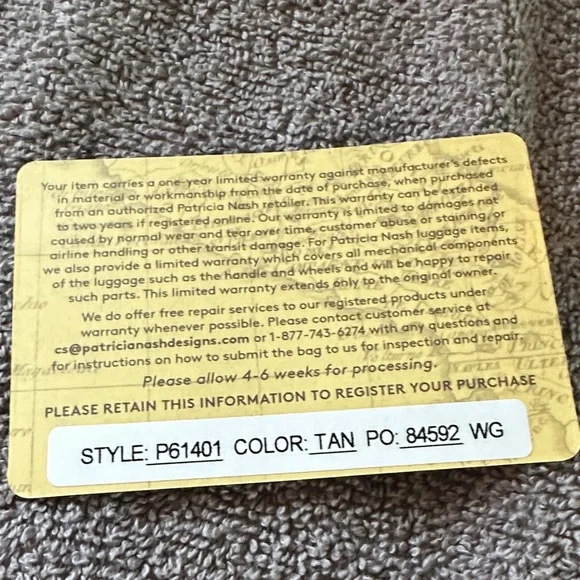 Your item carries a one-year limited warranty against manufacturer's defects
in material or workmanship from the date of purchase, when purchased
from an authorized Patricia Nash retailer. This warranty can be extended
to two years if registered online. Our warranty is limited to damages not
caused by normal wear and tear over time, customer abuse or staining, or
airline handling or other transit damage. For Patricia Nash luggage items,
we also provide a limited warranty which covers all mechanical components
of the luggage such as the handle and wheels and will be happy to repair
such parts. This limited warranty extends only to the original owner.
We do offer free repair services to our registered products under
warranty whenever possible. Please contact customer service at
cs@patricianashdesigns.com or 1-877-743-6274 with any questions and
for instructions on how to submit the bag to us for inspection and repair.
Please allow 4-6 weeks for processing.
PLEASE RETAIN THIS INFORMATION TO REGISTER YOUR PURCHASE
STYLE: P61401 COLOR: TAN PO: 84592 WG